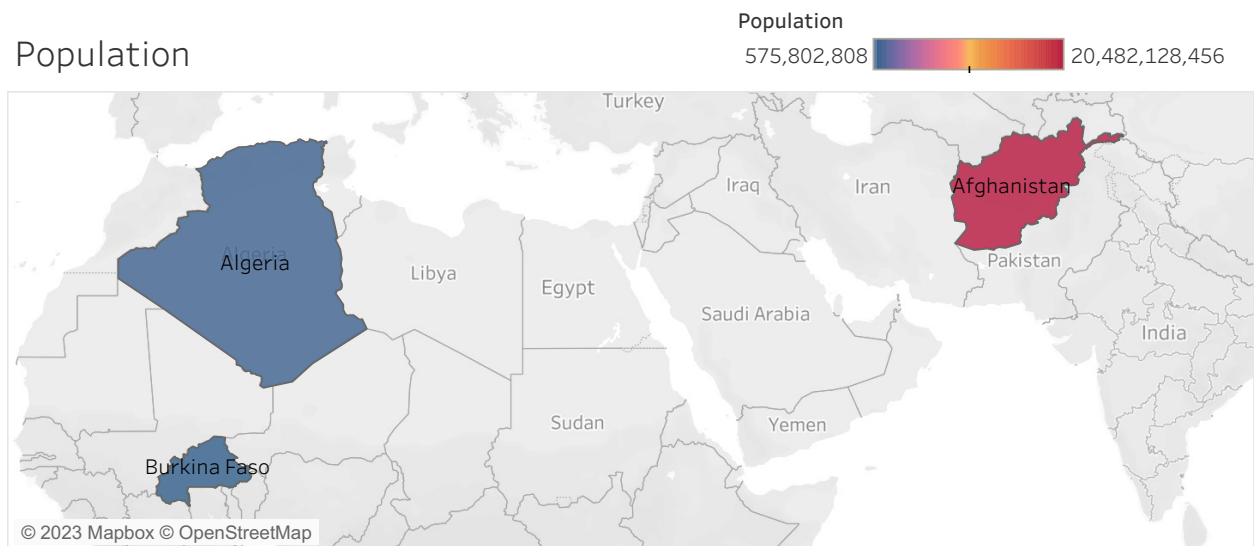 Population
Population
575,802,808
20,482,128,456
Turkey
Iraq
Iran
Afghanistan
Algeria
Algeria
Libya
Egypt
Pakistan
Saudi Arabia
India
Sudan
Yemen
Burkina Faso
© 2023 Mapbox © OpenStreetMap